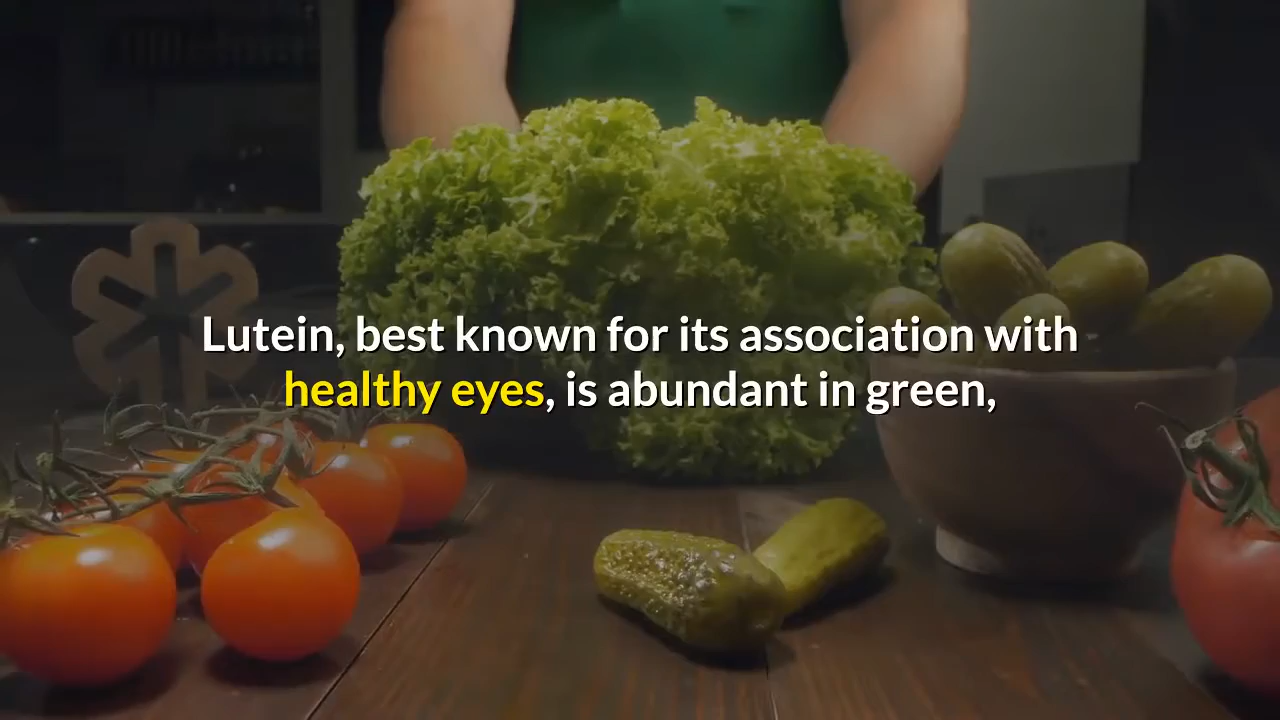 Lutein, best known for its association with
healthy eyes, is abundant in green,